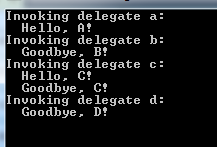 Invoking delegate a:
  Hello, A!
Invoking delegate b:
  Goodbye, B!
Invoking delegate c:
  Hello, C!
  Goodbye, C!
Invoking delegate d:
  Goodbye, D!